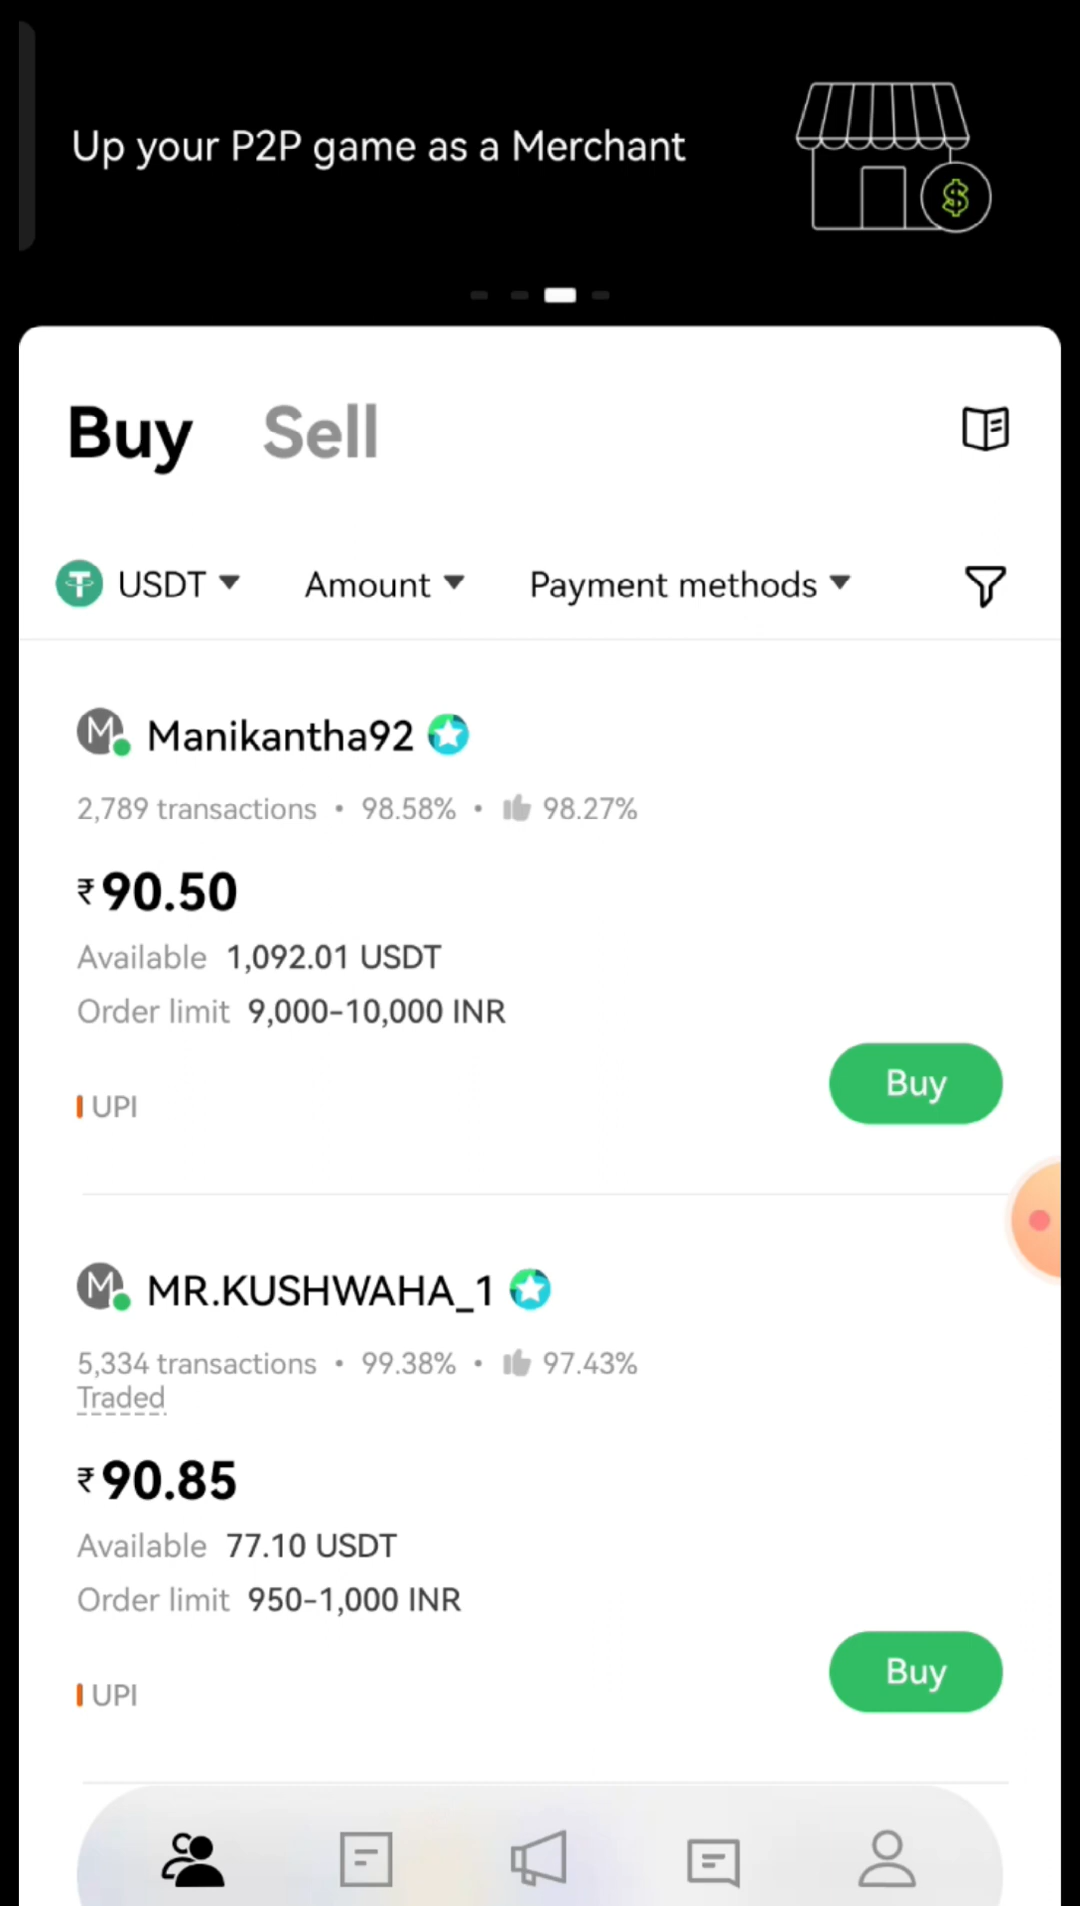 Up your P2P game as a Merchant
$
Buy Sell
T USDT Amount Payment methods
M Manikantha92
2,789 transactions • 98.58% • 98.27%
₹90.50
Available 1,092.01 USDT
Order limit 9,000-10,000 INR
Buy
UPI
M MR.KUSHWAHA_1
5,334 transactions • 99.38% • 97.43%
Traded
₹90.85
Available 77.10 USDT
Order limit 950-1,000 INR
Buy
UPI